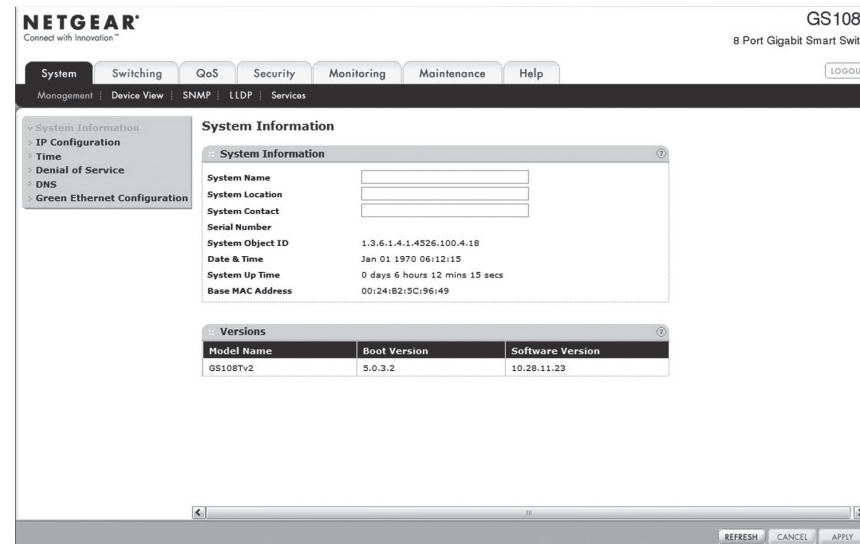 NETGEAR®
Connect with Innovation™
GS108
8 Port Gigabit Smart Swit
System Switching QoS Security Monitoring Maintenance Help
LOGOU
Management | Device View | SNMP | LLDP | Services
System Information
IP Configuration
Time
Denial of Service
DNS
Green Ethernet Configuration
System Information
System Information
System Name
System Location
System Contact
Serial Number
System Object ID 1.3.6.1.4.1.4526.100.4.18
Date & Time Jan 01 1970 06:12:15
System Up Time 0 days 6 hours 12 mins 15 secs
Base MAC Address 00:24:B2:5C:96:49
Versions
Model Name Boot Version Software Version
GS108Tv2 5.0.3.2 10.28.11.23
REFRESH CANCEL APPLY